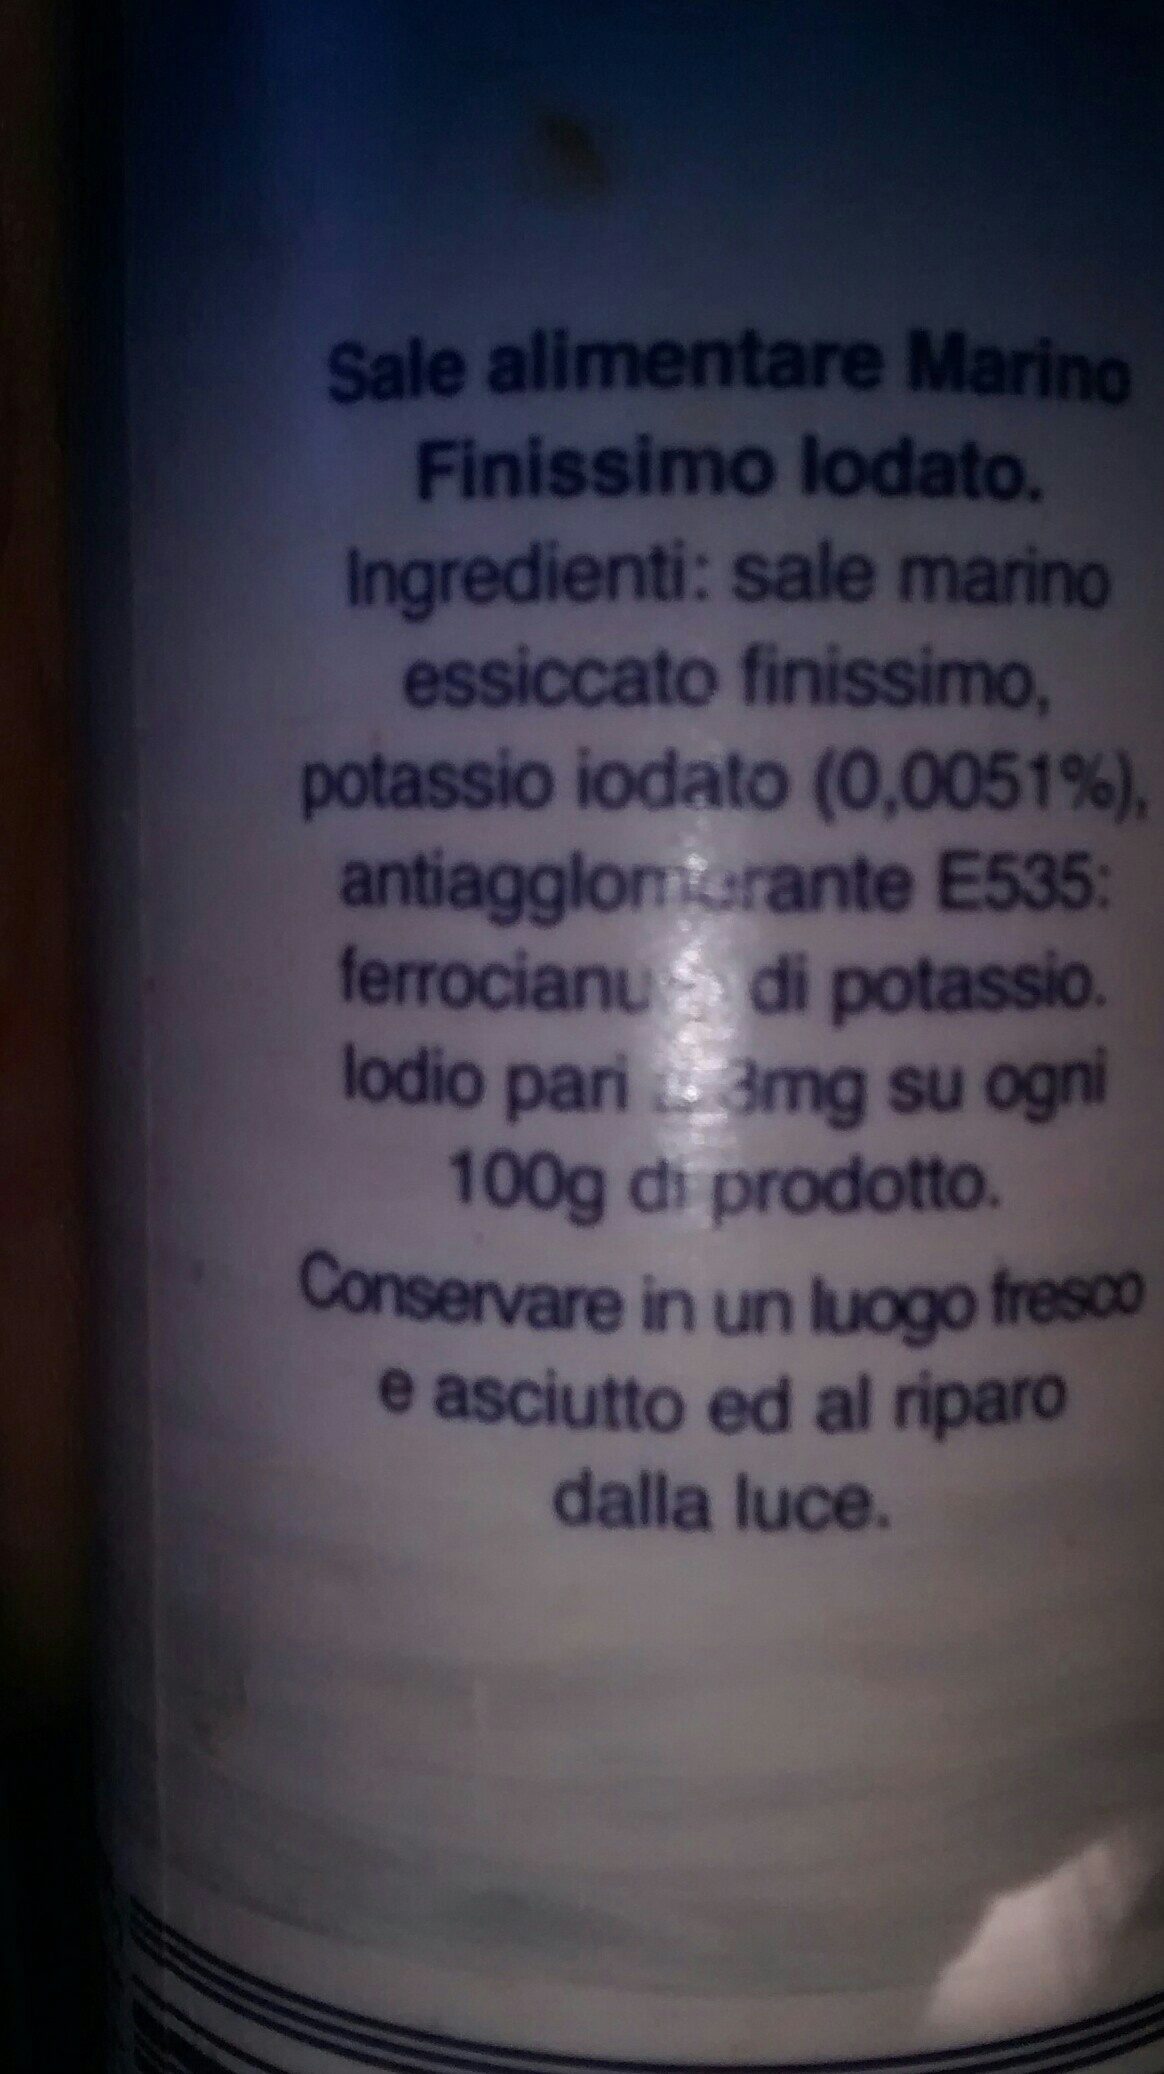 Sale alimentare Marino
Finissimo Iodato.
Ingredienti: sale marino
essiccato finissimo,
potassio iodato (0,0051%),
antiagglomerante E535:
di potassio.
Iodio pari su ogni
100g di prodotto.
Conservare in un luogo fresco
e asciutto ed al riparo
dalla luce.